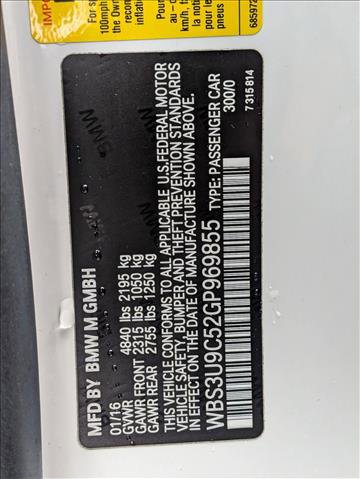 MFD BY BMW M GMBH
01/16
GVWR 4840 lbs 2195 kg
GAWR FRONT 2315 lbs 1050 kg
GAWR REAR 2755 lbs 1250 kg
THIS VEHICLE CONFORMS TO ALL APPLICABLE U.S.FEDERAL MOTOR
VEHICLE SAFETY, BUMPER AND THEFT PREVENTION STANDARDS
IN EFFECT ON THE DATE OF MANUFACTURE SHOWN ABOVE.
WBS3U9C52GP969855 TYPE: PASSENGER CAR
300/0
7 315 814
BMW
BMW